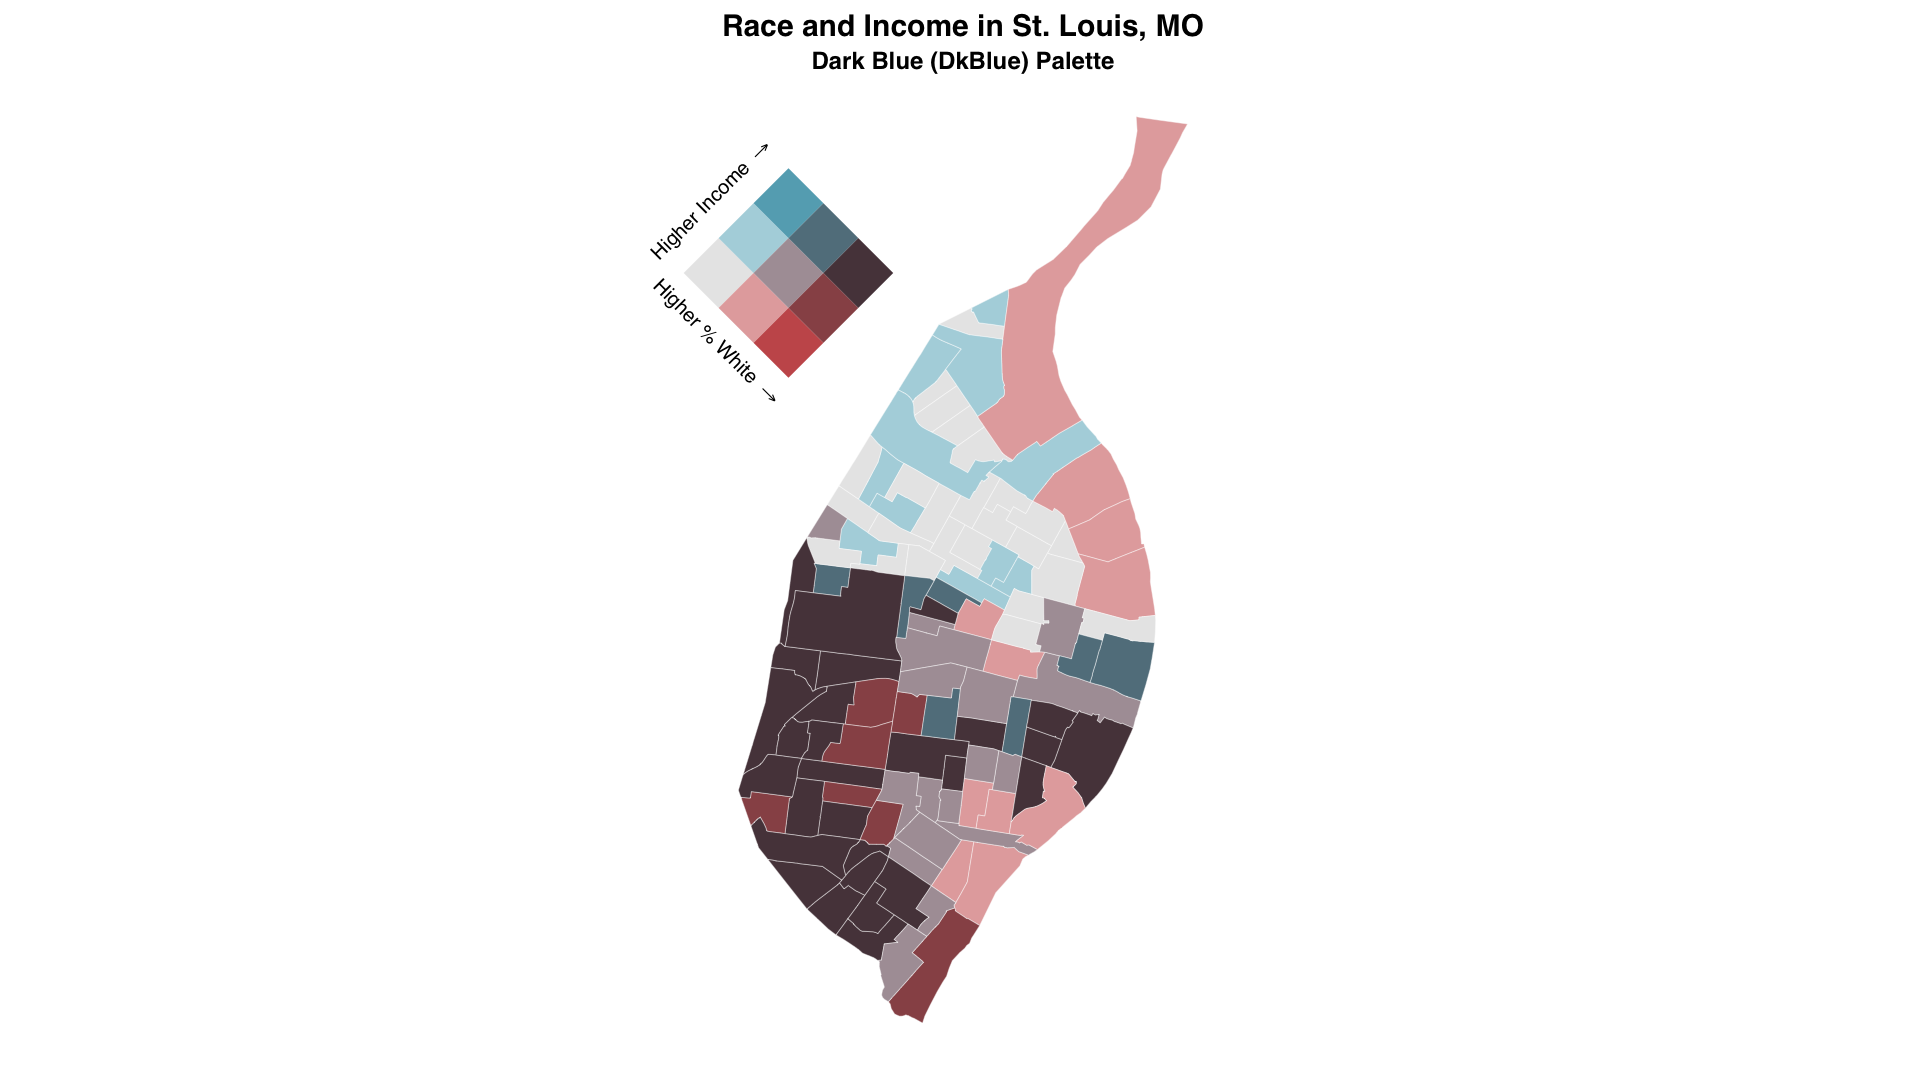 Race and Income in St. Louis, MO
Dark Blue (DkBlue) Palette
Higher Income →
Higher % White →